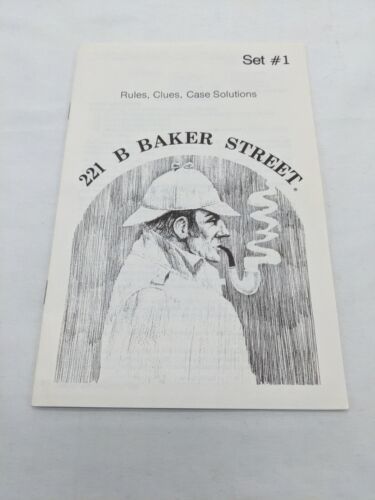 Set #1
Rules, Clues, Case Solutions
221 B BAKER STREET®